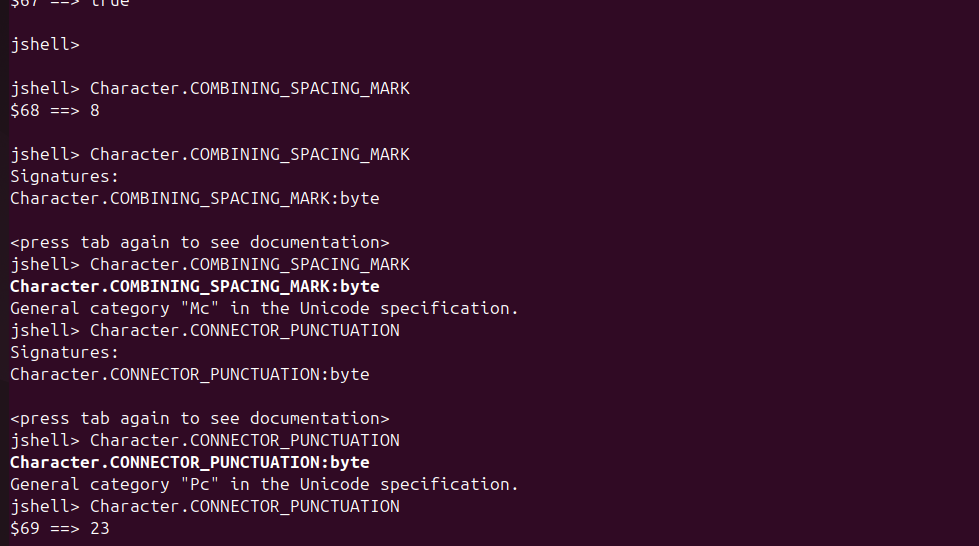 $67 ==> true
jshell>
jshell> Character.COMBINING_SPACING_MARK
$68 ==> 8
jshell> Character.COMBINING_SPACING_MARK
Signatures:
Character.COMBINING_SPACING_MARK:byte
<press tab again to see documentation>
jshell> Character.COMBINING_SPACING_MARK
Character.COMBINING_SPACING_MARK:byte
General category "Mc" in the Unicode specification.
jshell> Character.CONNECTOR_PUNCTUATION
Signatures:
Character.CONNECTOR_PUNCTUATION:byte
<press tab again to see documentation>
jshell> Character.CONNECTOR_PUNCTUATION
Character.CONNECTOR_PUNCTUATION:byte
General category "Pc" in the Unicode specification.
jshell> Character.CONNECTOR_PUNCTUATION
$69 ==> 23